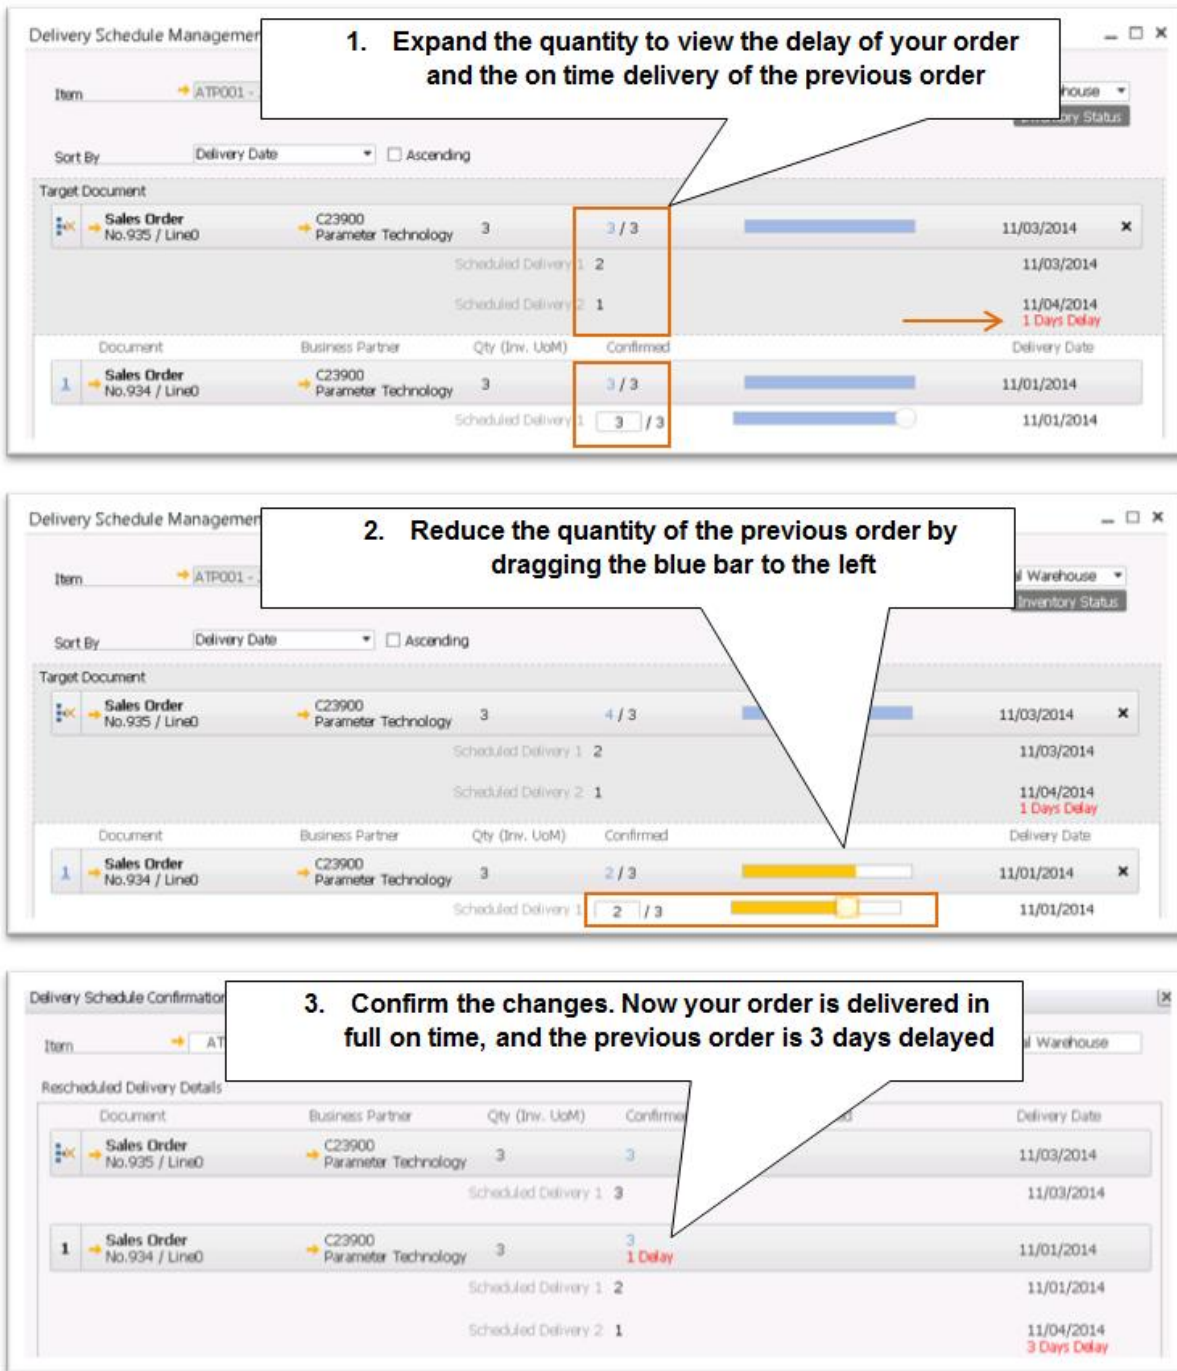 Delivery Schedule Managemen
1. Expand the quantity to view the delay of your order
and the on time delivery of the previous order
Item ATP001 -
Sort By Delivery Date Ascending
Target Document
Sales Order C23900 3 3 / 3 11/03/2014
No.935 / Line0 Parameter Technology
Scheduled Delivery 1 2 11/03/2014
Scheduled Delivery 2 1 11/04/2014
1 Days Delay
Document Business Partner Qty (Inv. UoM) Confirmed Delivery Date
1 Sales Order C23900 3 3 / 3 11/01/2014
No.934 / Line0 Parameter Technology
Scheduled Delivery 1 3 / 3 11/01/2014
Delivery Schedule Managemen
2. Reduce the quantity of the previous order by
dragging the blue bar to the left
Item ATP001 - Warehouse
Inventory Status
Sort By Delivery Date Ascending
Target Document
Sales Order C23900 3 4 / 3 11/03/2014
No.935 / Line0 Parameter Technology
Scheduled Delivery 1 2 11/03/2014
Scheduled Delivery 2 1 11/04/2014
1 Days Delay
Document Business Partner Qty (Inv. UoM) Confirmed Delivery Date
1 Sales Order C23900 3 2 / 3 11/01/2014
No.934 / Line0 Parameter Technology
Scheduled Delivery 1 2 / 3 11/01/2014
Delivery Schedule Confirmation
3. Confirm the changes. Now your order is delivered in
full on time, and the previous order is 3 days delayed
Item AT Warehouse
Rescheduled Delivery Details
Document Business Partner Qty (Inv. UoM) Confirme Delivery Date
Sales Order C23900 3 3 11/03/2014
No.935 / Line0 Parameter Technology
Scheduled Delivery 1 3 11/03/2014
1 Sales Order C23900 3 3 11/01/2014
No.934 / Line0 Parameter Technology 1 Delay
Scheduled Delivery 1 2 11/01/2014
Scheduled Delivery 2 1 11/04/2014
3 Days Delay